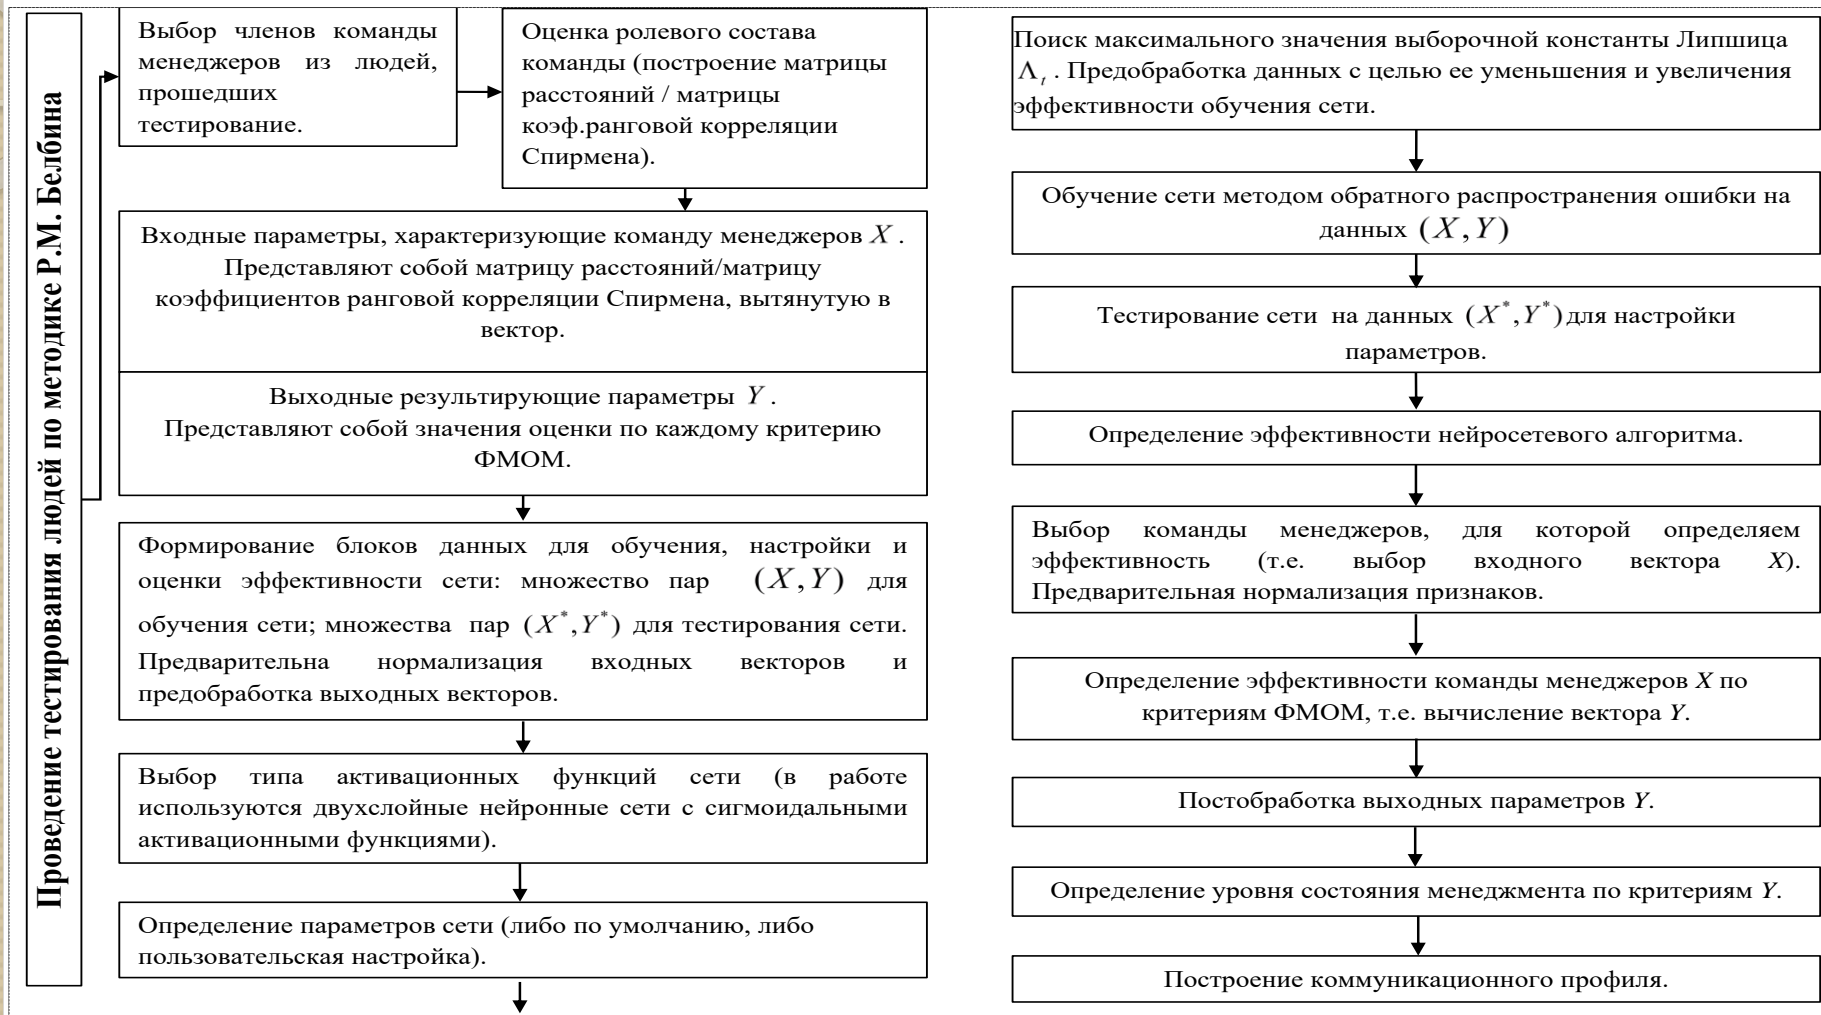 Проведение тестирования людей по методике Р.М. Белбина
Выбор членов команды
менеджеров из людей,
прошедших
тестирование.
Оценка ролевого состава
команды (построение матрицы
расстояний / матрицы
коэф.ранговой корреляции
Спирмена).
Входные параметры, характеризующие команду менеджеров X .
Представляют собой матрицу расстояний/матрицу
коэффициентов ранговой корреляции Спирмена, вытянутую в
вектор.
Выходные результирующие параметры Y .
Представляют собой значения оценки по каждому критерию
ФМОМ.
Формирование блоков данных для обучения, настройки и
оценки эффективности сети: множество пар (X,Y) для
обучения сети; множества пар (X*,Y*) для тестирования сети.
Предварительна нормализация входных векторов и
предобработка выходных векторов.
Выбор типа активационных функций сети (в работе
используются двухслойные нейронные сети с сигмоидальными
активационными функциями).
Определение параметров сети (либо по умолчанию, либо
пользовательская настройка).
Поиск максимального значения выборочной константы Липшица
Λt . Предобработка данных с целью ее уменьшения и увеличения
эффективности обучения сети.
Обучение сети методом обратного распространения ошибки на
данных (X,Y)
Тестирование сети на данных (X*,Y*) для настройки
параметров.
Определение эффективности нейросетевого алгоритма.
Выбор команды менеджеров, для которой определяем
эффективность (т.е. выбор входного вектора X).
Предварительная нормализация признаков.
Определение эффективности команды менеджеров X по
критериям ФМОМ, т.е. вычисление вектора Y.
Постобработка выходных параметров Y.
Определение уровня состояния менеджмента по критериям Y.
Построение коммуникационного профиля.